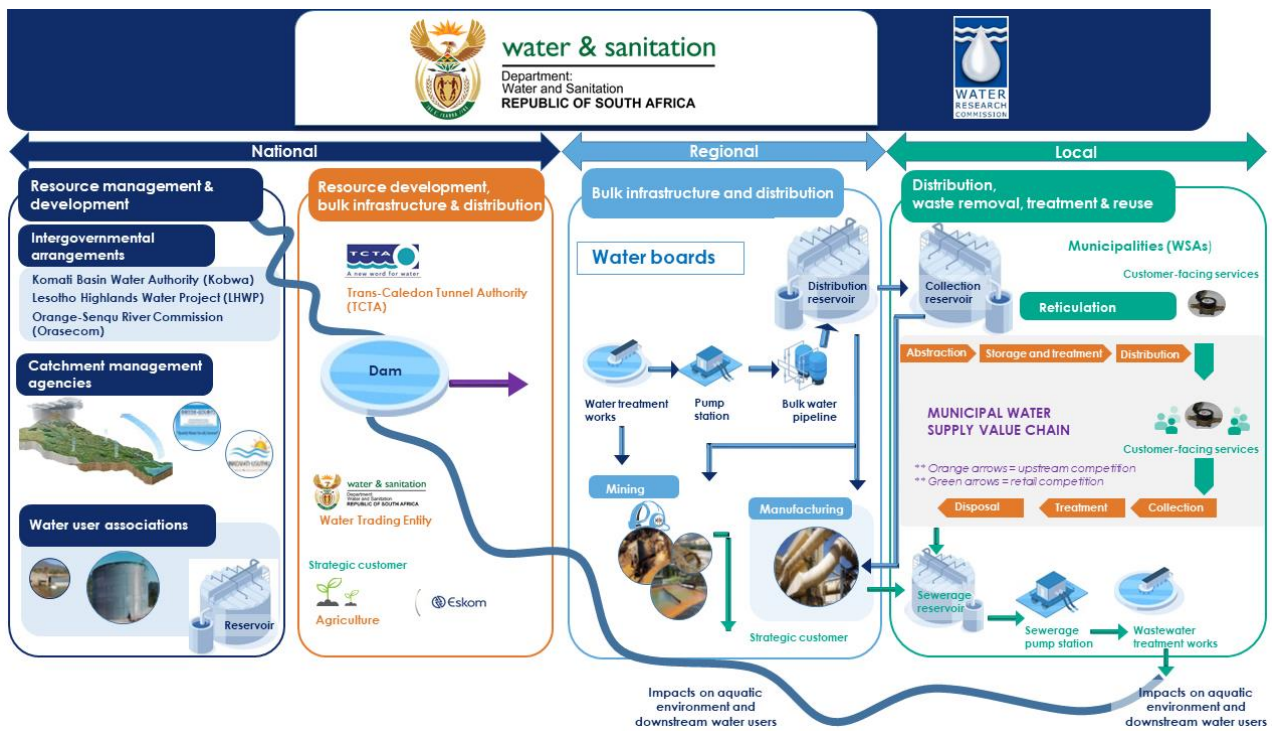 water & sanitation
Department:
Water and Sanitation
REPUBLIC OF SOUTH AFRICA
WATER
RESEARCH
COMMISSION
National
Regional
Local
Resource management &
development
Intergovernmental
arrangements
Komati Basin Water Authority (Kobwa)
Lesotho Highlands Water Project (LHWP)
Orange-Senqu River Commission
(Orasecom)
Catchment management
agencies
Water user associations
Reservoir
Resource development,
bulk infrastructure & distribution
TCTA
A new word for water
Trans-Caledon Tunnel Authority
(TCTA)
Dam
water & sanitation
Department:
Water and Sanitation
REPUBLIC OF SOUTH AFRICA
Water Trading Entity
Strategic customer
Agriculture
Eskom
Bulk infrastructure and distribution
Water boards
Distribution
reservoir
Water treatment
works
Pump
station
Bulk water
pipeline
Mining
Manufacturing
Strategic customer
Distribution,
waste removal, treatment & reuse
Municipalities (WSAs)
Collection
reservoir
Customer-facing services
Reticulation
Abstraction
Storage and treatment
Distribution
MUNICIPAL WATER
SUPPLY VALUE CHAIN
Customer-facing services
** Orange arrows = upstream competition
** Green arrows = retail competition
Disposal
Treatment
Collection
Sewerage
reservoir
Sewerage
pump station
Wastewater
treatment works
Impacts on aquatic
environment and
downstream water users
Impacts on aquatic
environment and
downstream water users